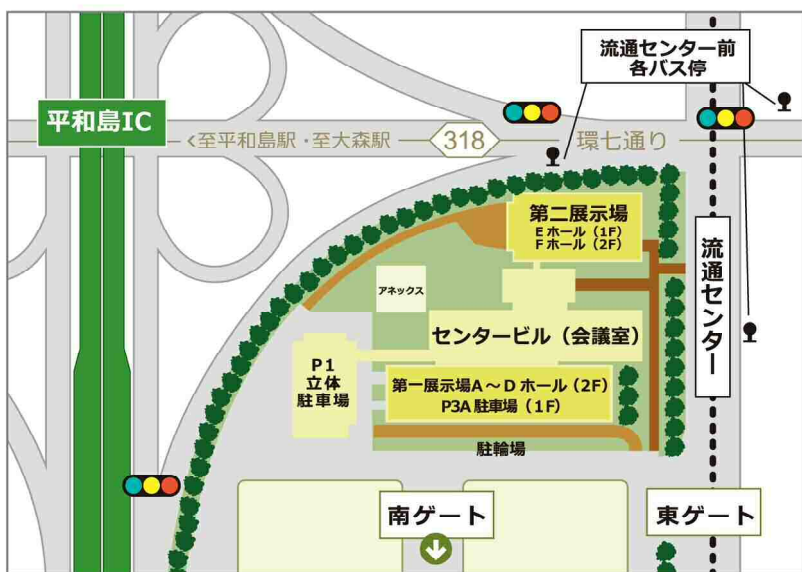 流通センター前
各バス停
平和島IC
<至平和島駅・至大森駅
318
環七通り
第二展示場
Eホール(1F)
Fホール(2F)
アネックス
流通センター
センタービル(会議室)
P1
立体
駐車場
第一展示場A～Dホール(2F)
P3A駐車場(1F)
駐輪場
南ゲート
東ゲート